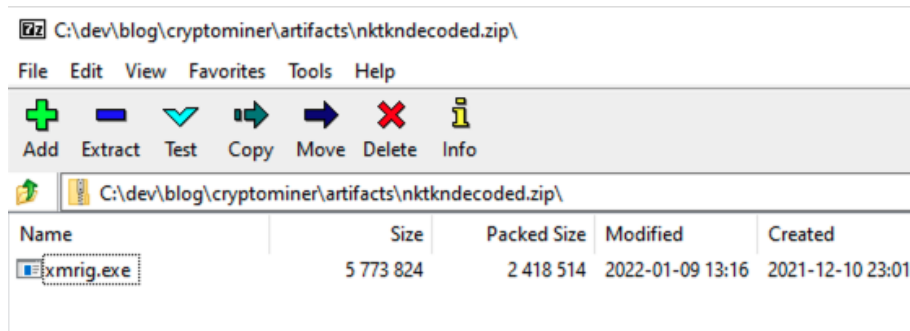 7z C:\dev\blog\cryptominer\artifacts\nktkndecoded.zip\
File Edit View Favorites Tools Help
Add Extract Test Copy Move Delete Info
C:\dev\blog\cryptominer\artifacts\nktkndecoded.zip\
Name Size Packed Size Modified Created
xmrig.exe 5 773 824 2 418 514 2022-01-09 13:16 2021-12-10 23:01